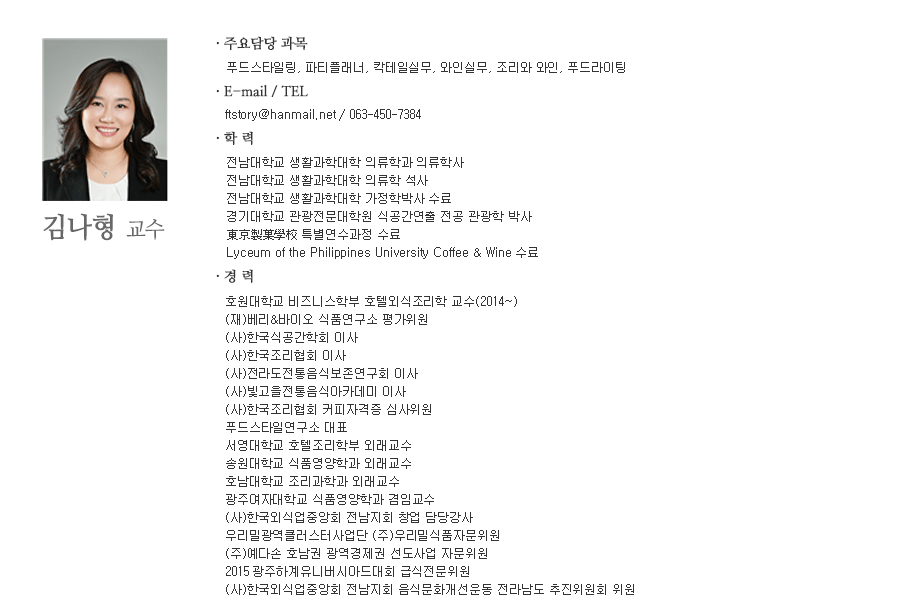 · 주요담당 과목
푸드스타일링, 파티플래너, 칵테일실무, 와인실무, 조리와 와인, 푸드라이팅
· E-mail / TEL
ftstory@hanmail.net / 063-450-7384
· 학 력
전남대학교 생활과학대학 의류학과 의류학사
전남대학교 생활과학대학 의류학 석사
전남대학교 생활과학대학 가정학박사 수료
경기대학교 관광전문대학원 식공간연출 전공 관광학 박사
김나형 교수
東京製菓學校 특별연수과정 수료
Lyceum of the Philippines University Coffee & Wine 수료
· 경 력
호원대학교 비즈니스학부 호텔외식조리학 교수(2014~)
(재)베리&바이오 식품연구소 평가위원
(사)한국식공간학회 이사
(사)한국조리협회 이사
(사)전라도전통음식보존연구회 이사
(사)빛고을전통음식아카데미 이사
(사)한국조리협회 커피자격증 심사위원
푸드스타일연구소 대표
서영대학교 호텔조리학부 외래교수
송원대학교 식품영양학과 외래교수
호남대학교 조리과학과 외래교수
광주여자대학교 식품영양학과 겸임교수
(사)한국외식업중앙회 전남지회 창업 담당강사
우리밀광역클러스터사업단 (주)우리밀식품자문위원
(주)예다손 호남권 광역경제권 선도사업 자문위원
2015 광주하계유니버시아드대회 급식전문위원
(사)한국외식업중앙회 전남지회 음식문화개선운동 전라남도 추진위원회 위원